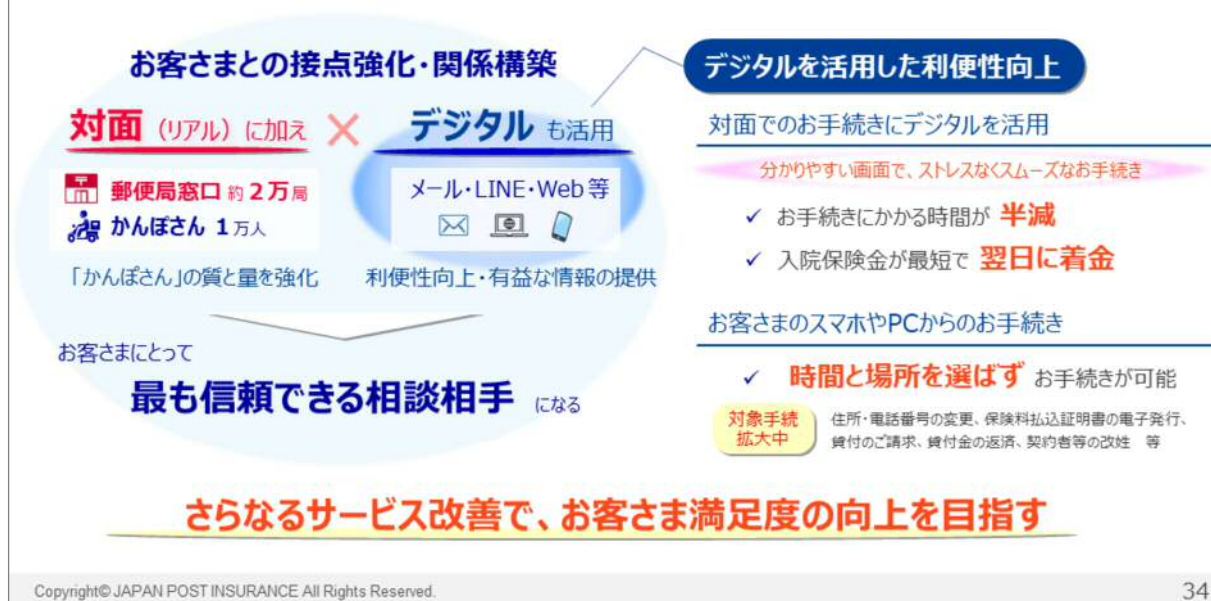 お客さまとの接点強化・関係構築
対面 (リアル) に加え × デジタル も活用
郵便局窓口 約2万局
かんぽさん 1万人
メール・LINE・Web 等
「かんぽさん」の質と量を強化
利便性向上・有益な情報の提供
お客さまにとって
最も信頼できる相談相手 になる
デジタルを活用した利便性向上
対面でのお手続きにデジタルを活用
分かりやすい画面で、ストレスなくスムーズなお手続き
✓ お手続きにかかる時間が 半減
✓ 入院保険金が最短で 翌日に着金
お客さまのスマホやPCからのお手続き
✓ 時間と場所を選ばず お手続きが可能
対象手続
拡大中
住所・電話番号の変更、保険料払込証明書の電子発行、
貸付のご請求、貸付金の返済、契約者等の改姓 等
さらなるサービス改善で、お客さま満足度の向上を目指す
Copyright© JAPAN POST INSURANCE All Rights Reserved.
34